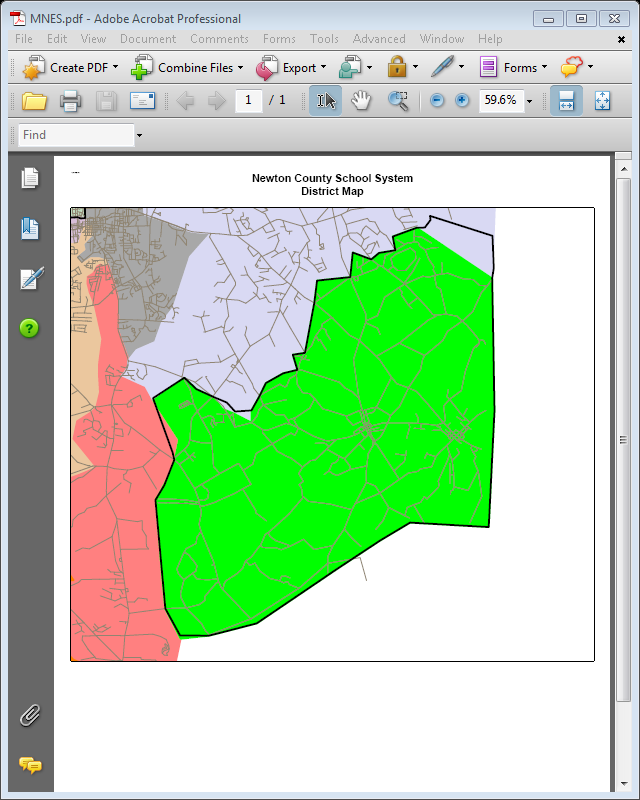 MNES.pdf - Adobe Acrobat Professional
File Edit View Document Comments Forms Tools Advanced Window Help
Create PDF Combine Files Export Forms
1 / 1 59.6%
Find
Newton County School System
District Map